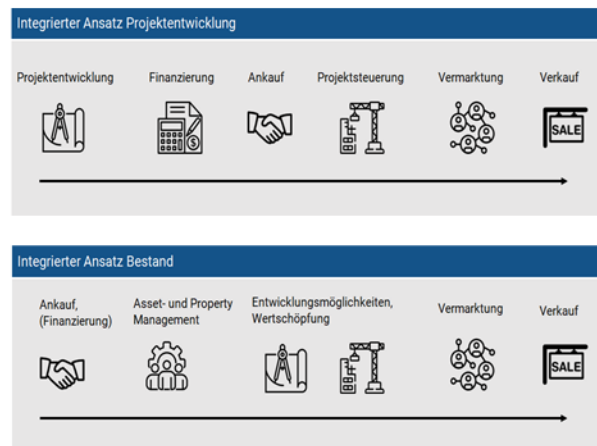 Integrierter Ansatz Projektentwicklung
Projektentwicklung Finanzierung Ankauf Projektsteuerung Vermarktung Verkauf
$ SALE
Integrierter Ansatz Bestand
Ankauf, (Finanzierung)
Asset- und Property Management
Entwicklungsmöglichkeiten, Wertschöpfung
Vermarktung
Verkauf
SALE